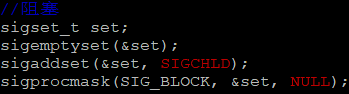 //阻塞
sigset_t set;
sigemptyset(&set);
sigaddset(&set, SIGCHLD);
sigprocmask(SIG_BLOCK, &set, NULL);